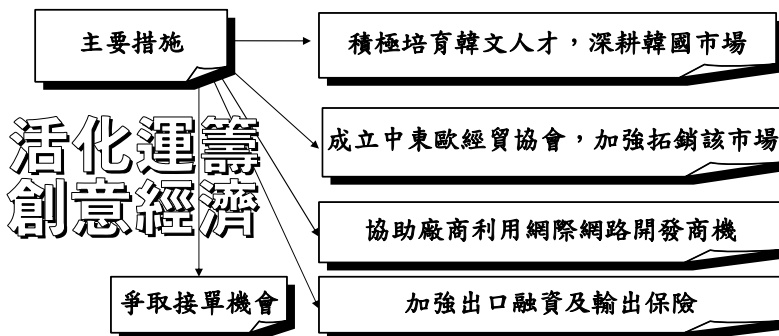 主要措施
積極培育韓文人才，深耕韓國市場
成立中東歐經貿協會，加強拓銷該市場
活化運籌
創意經濟
協助廠商利用網際網路開發商機
爭取接單機會
加強出口融資及輸出保險